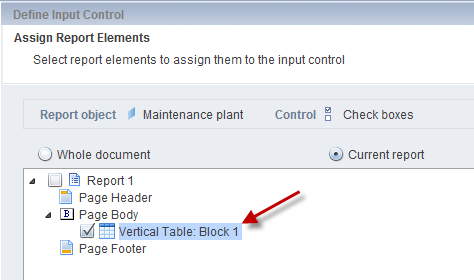 Define Input Control
Assign Report Elements
Select report elements to assign them to the input control
Report object Maintenance plant Control Check boxes
Whole document Current report
Report 1
Page Header
B Page Body
Vertical Table: Block 1
Page Footer